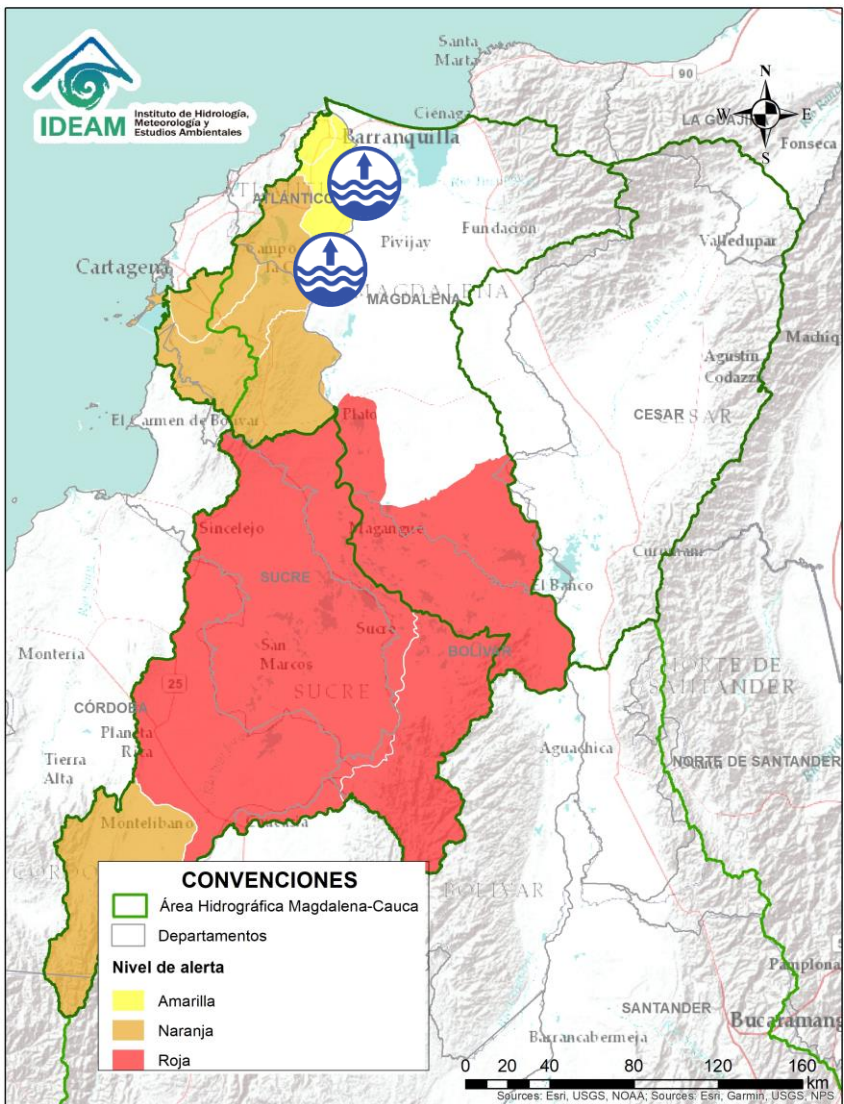 IDEAM
Instituto de Hidrología,
Meteorología y
Estudios Ambientales
Santa
Marta
90
N
W
E
S
LA GUAJIRA
Fonseca
Ciénaga
Barranquilla
ATLÁNTICO
Fundación
Pivijay
Valledupar
Campo
Cartagena
MAGDALENA
MAGDALENA
Agustín
Codazzi
El Carmen de Bolívar
Plato
CESAR
CESAR
Sincelejo
Magangué
SUCRE
El Banco
Montería
San
Marcos
Sucre
BOLÍVAR
25
SUCRE
NORTE DE
SANTANDER
CÓRDOBA
Planeta
Rica
Tierra
Alta
Aguachica
NORTE DE SANTANDER
Montelibano
BOLÍVAR
CONVENCIONES
Área Hidrográfica Magdalena-Cauca
Departamentos
Nivel de alerta
Amarilla
Naranja
Roja
Pamplona
SANTANDER
Bucaramang
Barrancabermeja
0 20 40 80 120 160
km
Sources: Esri, USGS, NOAA; Sources: Esri, Garmin, USGS, NPS